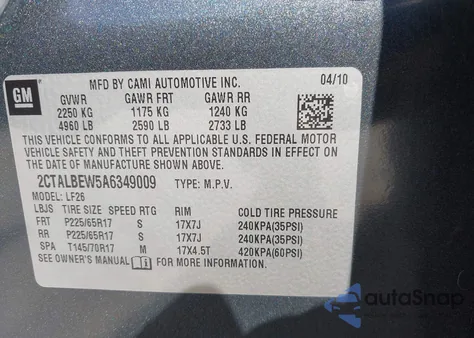 GM
MFD BY CAMI AUTOMOTIVE INC. 04/10
GVWR GAWR FRT GAWR RR
2250 KG 1175 KG 1240 KG
4960 LB 2590 LB 2733 LB
THIS VEHICLE CONFORMS TO ALL APPLICABLE U.S. FEDERAL MOTOR
VEHICLE SAFETY AND THEFT PREVENTION STANDARDS IN EFFECT ON THE
DATE OF MANUFACTURE SHOWN ABOVE.
2CTALBEW5A6349009 TYPE: M.P.V.
MODEL: LF26
LBJS TIRE SIZE SPEED RTG RIM COLD TIRE PRESSURE
FRT P225/65R17 S 17X7J 240KPA(35PSI)
RR P225/65R17 S 17X7J 240KPA(35PSI)
SPA T145/70R17 M 17X4.5T 420KPA(60PSI)
SEE OWNER'S MANUAL FOR MORE INFORMATION.
autoSnap